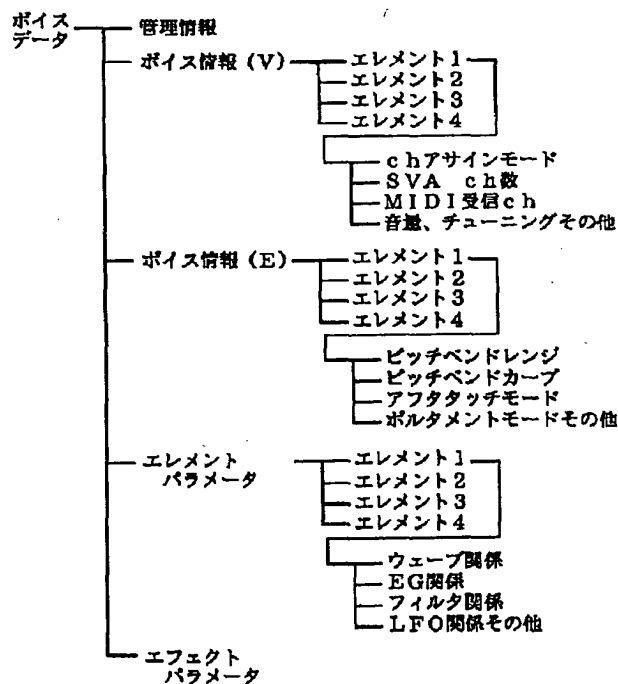 ボイス
データ
管理情報
ボイス情報(V)
エレメント1
エレメント2
エレメント3
エレメント4
chアサインモード
SVA ch数
MIDI受信ch
音量、チューニングその他
ボイス情報(E)
エレメント1
エレメント2
エレメント3
エレメント4
ピッチベンドレンジ
ピッチベンドカーブ
アフタタッチモード
ポルタメントモードその他
エレメント
パラメータ
エレメント1
エレメント2
エレメント3
エレメント4
ウェーブ関係
EG関係
フィルタ関係
LFO関係その他
エフェクト
パラメータ